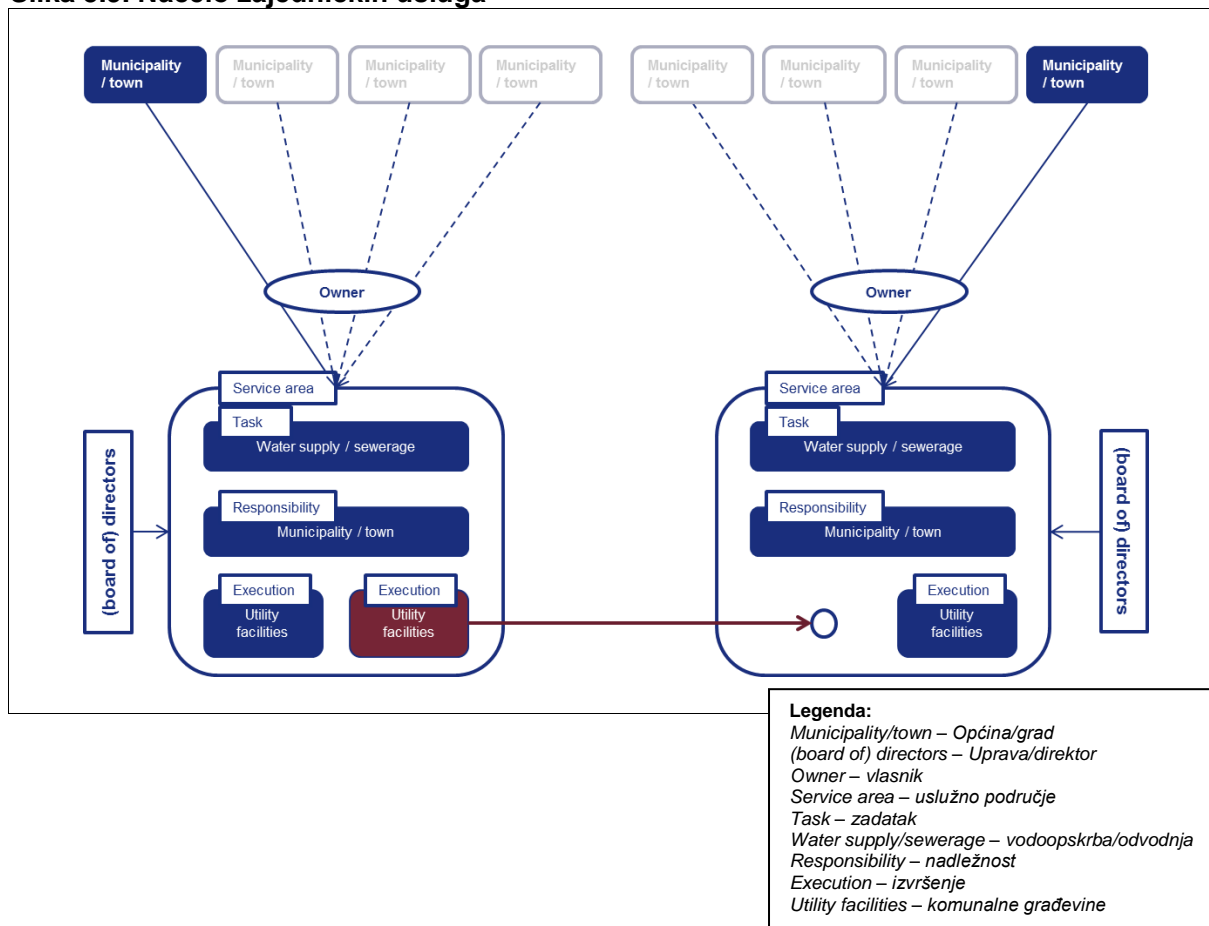 Municipality
/ town
Municipality
/ town
Municipality
/ town
Municipality
/ town
Municipality
/ town
Municipality
/ town
Municipality
/ town
Municipality
/ town
Owner
Owner
Service area
Task
Water supply / sewerage
Responsibility
Municipality / town
Execution
Utility
facilities
Execution
Utility
facilities
(board of) directors
Service area
Task
Water supply / sewerage
Responsibility
Municipality / town
Execution
Utility
facilities
(board of) directors
Legenda:
Municipality/town – Općina/grad
(board of) directors – Uprava/direktor
Owner – vlasnik
Service area – uslužno područje
Task – zadatak
Water supply/sewerage – vodoopskrba/odvodnja
Responsibility – nadležnost
Execution – izvršenje
Utility facilities – komunalne građevine